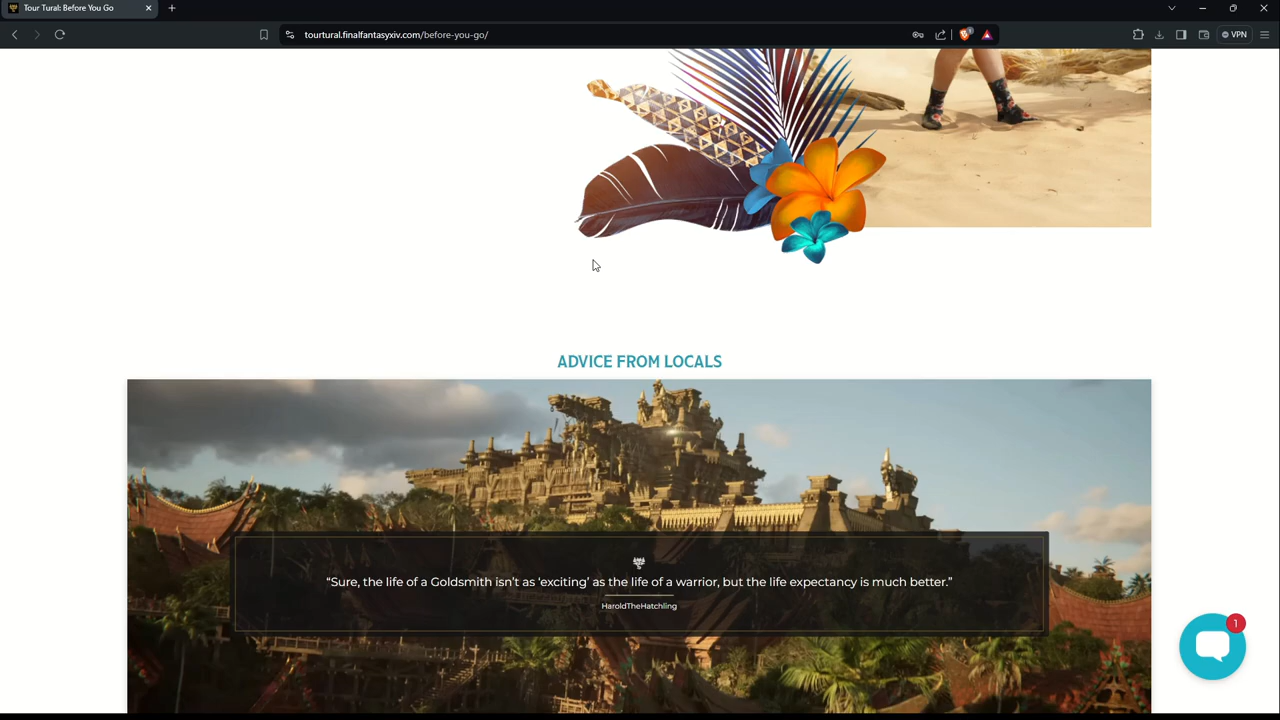 Tour Tural: Before You Go
tourtural.finalfantasyxiv.com/before-you-go/
VPN
ADVICE FROM LOCALS
“Sure, the life of a Goldsmith isn’t as ‘exciting’ as the life of a warrior, but the life expectancy is much better.”
HaroldTheHatchling
1